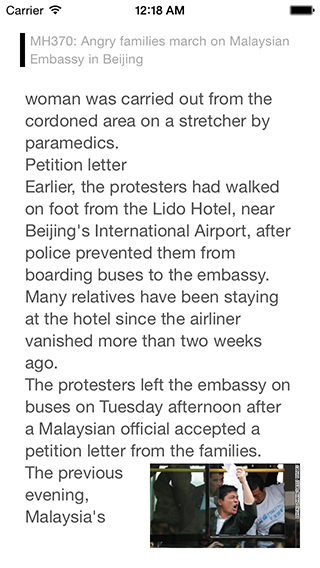 Carrier 12:18 AM
MH370: Angry families march on Malaysian
Embassy in Beijing
woman was carried out from the
cordoned area on a stretcher by
paramedics.
Petition letter
Earlier, the protesters had walked
on foot from the Lido Hotel, near
Beijing's International Airport, after
police prevented them from
boarding buses to the embassy.
Many relatives have been staying
at the hotel since the airliner
vanished more than two weeks
ago.
The protesters left the embassy on
buses on Tuesday afternoon after
a Malaysian official accepted a
petition letter from the families.
The previous
evening,
Malaysia's